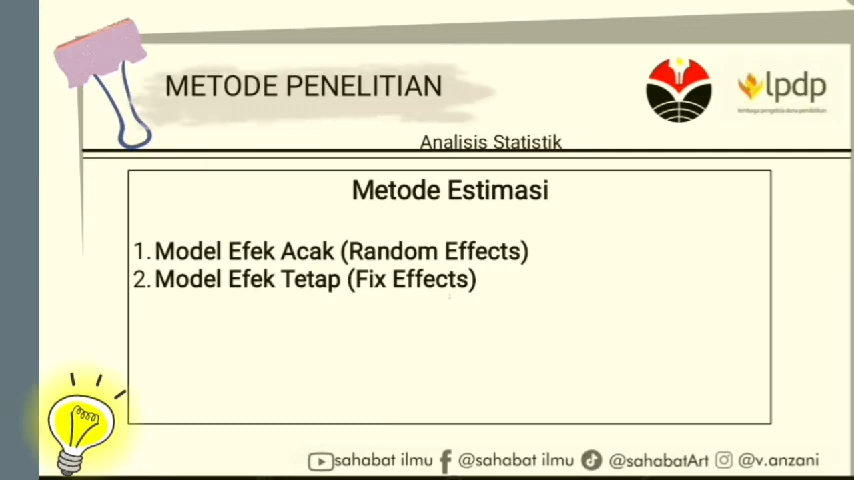 METODE PENELITIAN
lpdp
Analisis Statistik
Metode Estimasi
1. Model Efek Acak (Random Effects)
2. Model Efek Tetap (Fix Effects)
sahabat ilmu @sahabat ilmu @sahabatArt @v.anzani